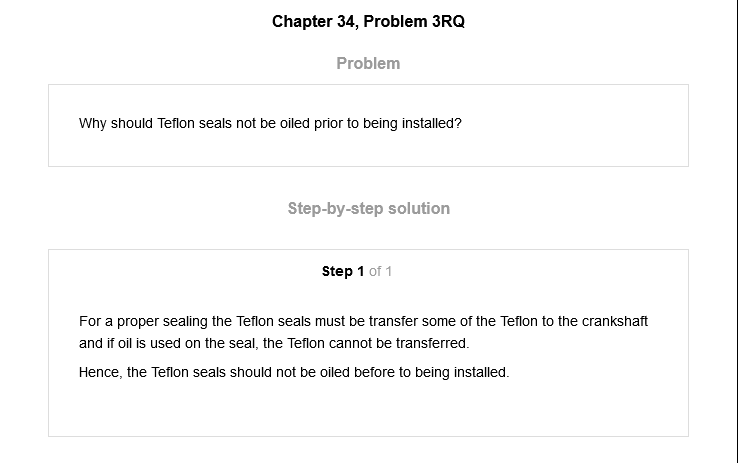 Chapter 34, Problem 3RQ
Problem
Why should Teflon seals not be oiled prior to being installed?
Step-by-step solution
Step 1 of 1
For a proper sealing the Teflon seals must be transfer some of the Teflon to the crankshaft
and if oil is used on the seal, the Teflon cannot be transferred.
Hence, the Teflon seals should not be oiled before to being installed.